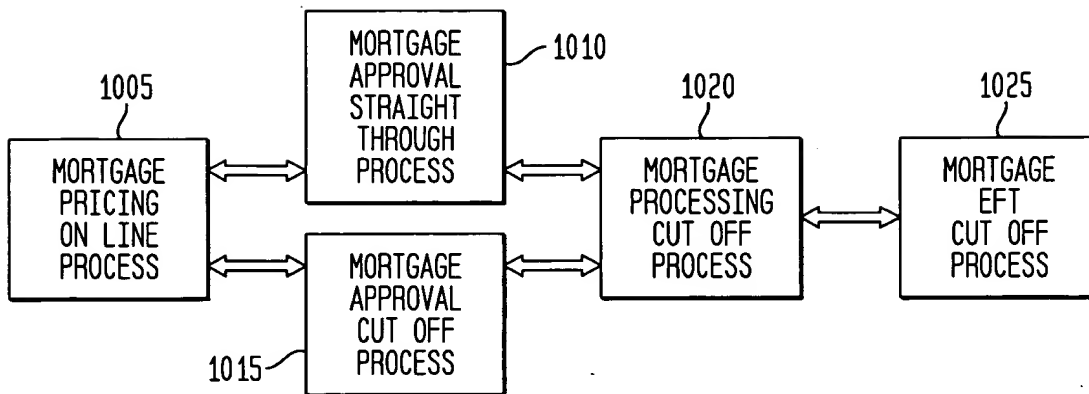 1005
MORTGAGE
PRICING
ON LINE
PROCESS
MORTGAGE
APPROVAL
STRAIGHT
THROUGH
PROCESS
1010
MORTGAGE
APPROVAL
CUT OFF
PROCESS
1015
1020
MORTGAGE
PROCESSING
CUT OFF
PROCESS
1025
MORTGAGE
EFT
CUT OFF
PROCESS